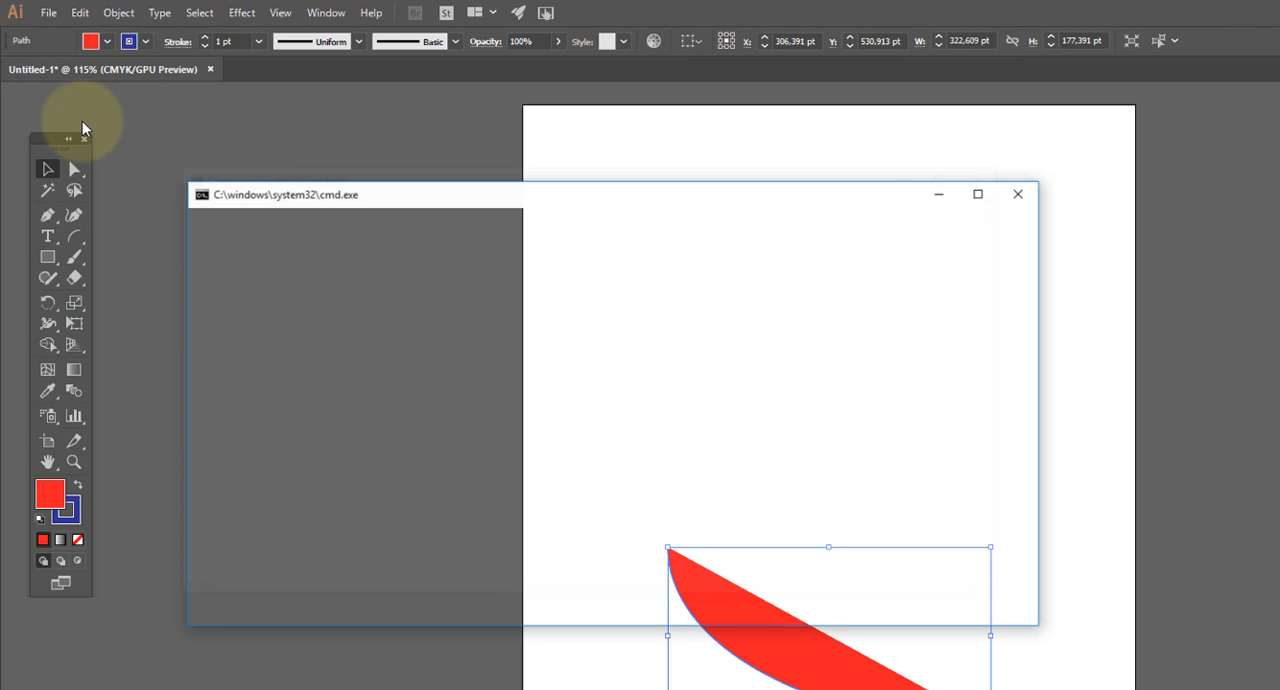 Ai File Edit Object Type Select Effect View Window Help Br St
Path Stroke: 1 pt Uniform Basic Opacity: 100% Style: X: 306,391 pt Y: 530,913 pt W: 322,609 pt H: 177,391 pt
Untitled-1* @ 115% (CMYK/GPU Preview)
C:\windows\system32\cmd.exe